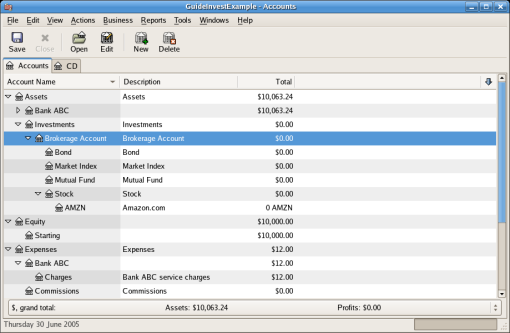 GuideInvestExample - Accounts
File Edit View Actions Business Reports Tools Windows Help
Save Close Open Edit New Delete
Accounts CD
Account Name Description Total
Assets Assets $10,063.24
Bank ABC $10,063.24
Investments Investments $0.00
Brokerage Account Brokerage Account $0.00
Bond Bond $0.00
Market Index Market Index $0.00
Mutual Fund Mutual Fund $0.00
Stock Stock $0.00
AMZN Amazon.com 0 AMZN
Equity $10,000.00
Starting $10,000.00
Expenses Expenses $12.00
Bank ABC $12.00
Charges Bank ABC service charges $12.00
Commissions Commissions $0.00
$, grand total: Assets: $10,063.24 Profits: $0.00
Thursday 30 June 2005